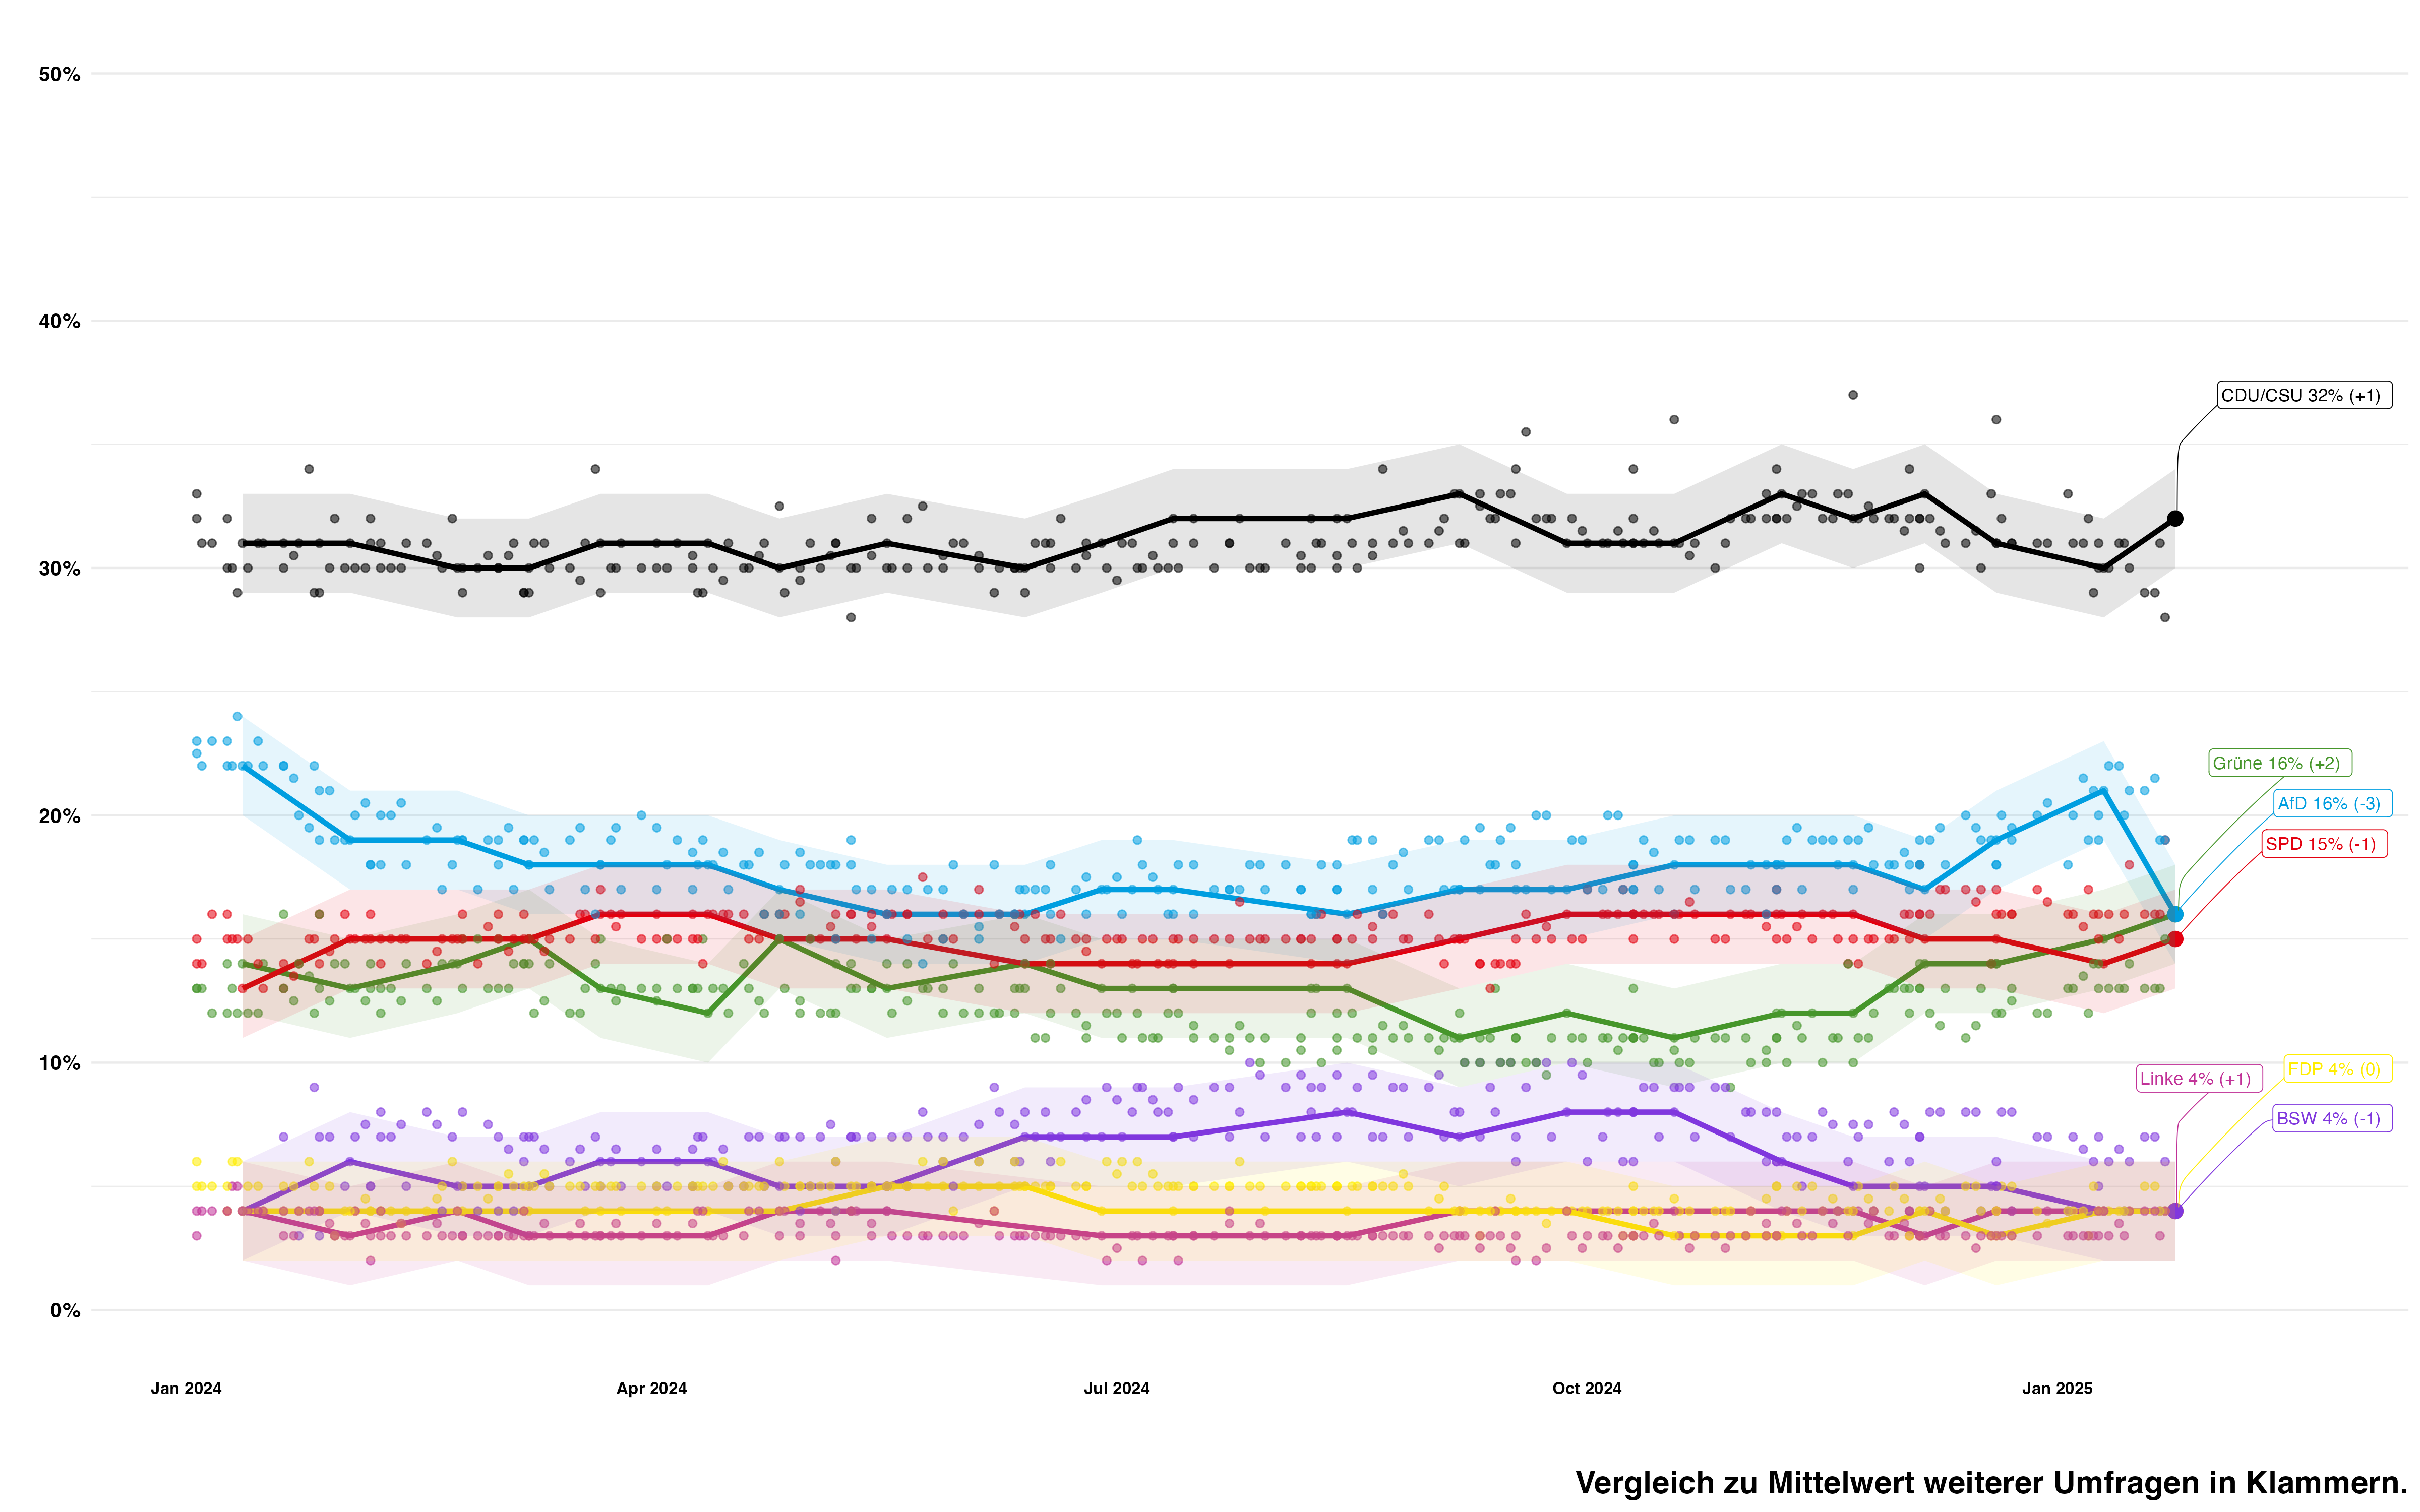 50%
40%
30%
20%
10%
0%
CDU/CSU 32% (+1)
Grüne 16% (+2)
AfD 16% (-3)
SPD 15% (-1)
FDP 4% (0)
Linke 4% (+1)
BSW 4% (-1)
Jan 2024
Apr 2024
Jul 2024
Oct 2024
Jan 2025
Vergleich zu Mittelwert weiterer Umfragen in Klammern.